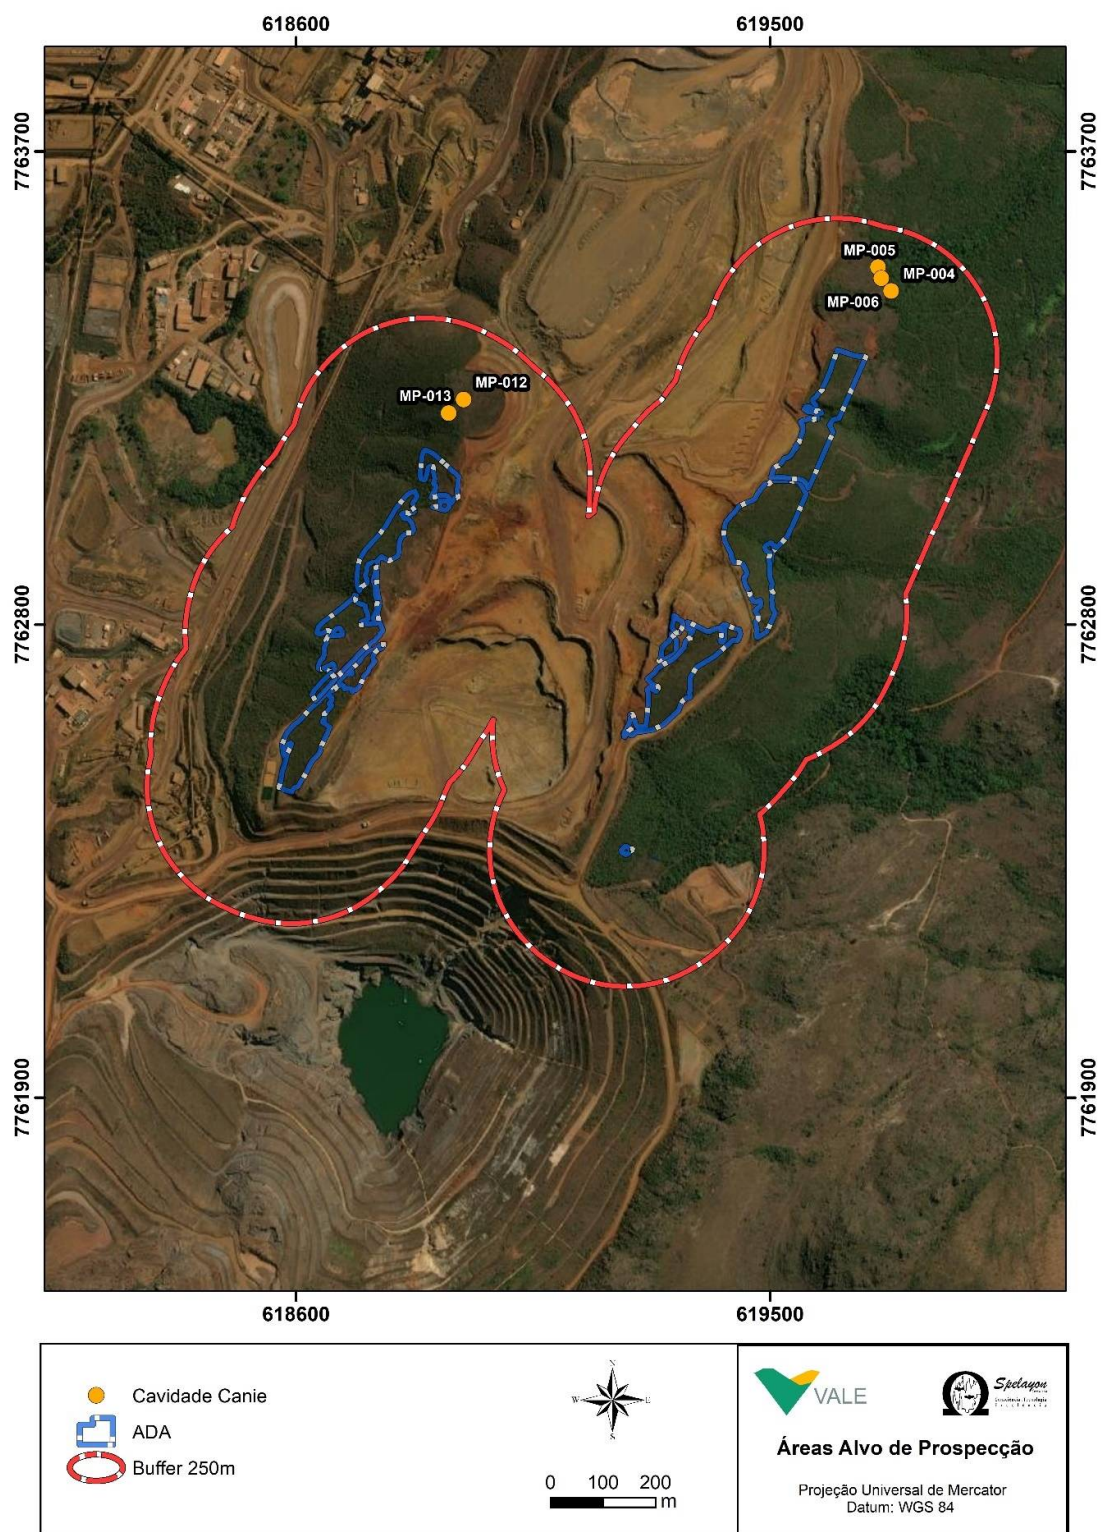 618600 619500
7763700 7763700
MP-005
MP-004
MP-006
MP-012
MP-013
7762800 7762800
7761900 7761900
618600 619500
Cavidade Canie
ADA
Buffer 250m
N
W E
S
0 100 200
m
VALE
Spelayon
Áreas Alvo de Prospecção
Projeção Universal de Mercator
Datum: WGS 84